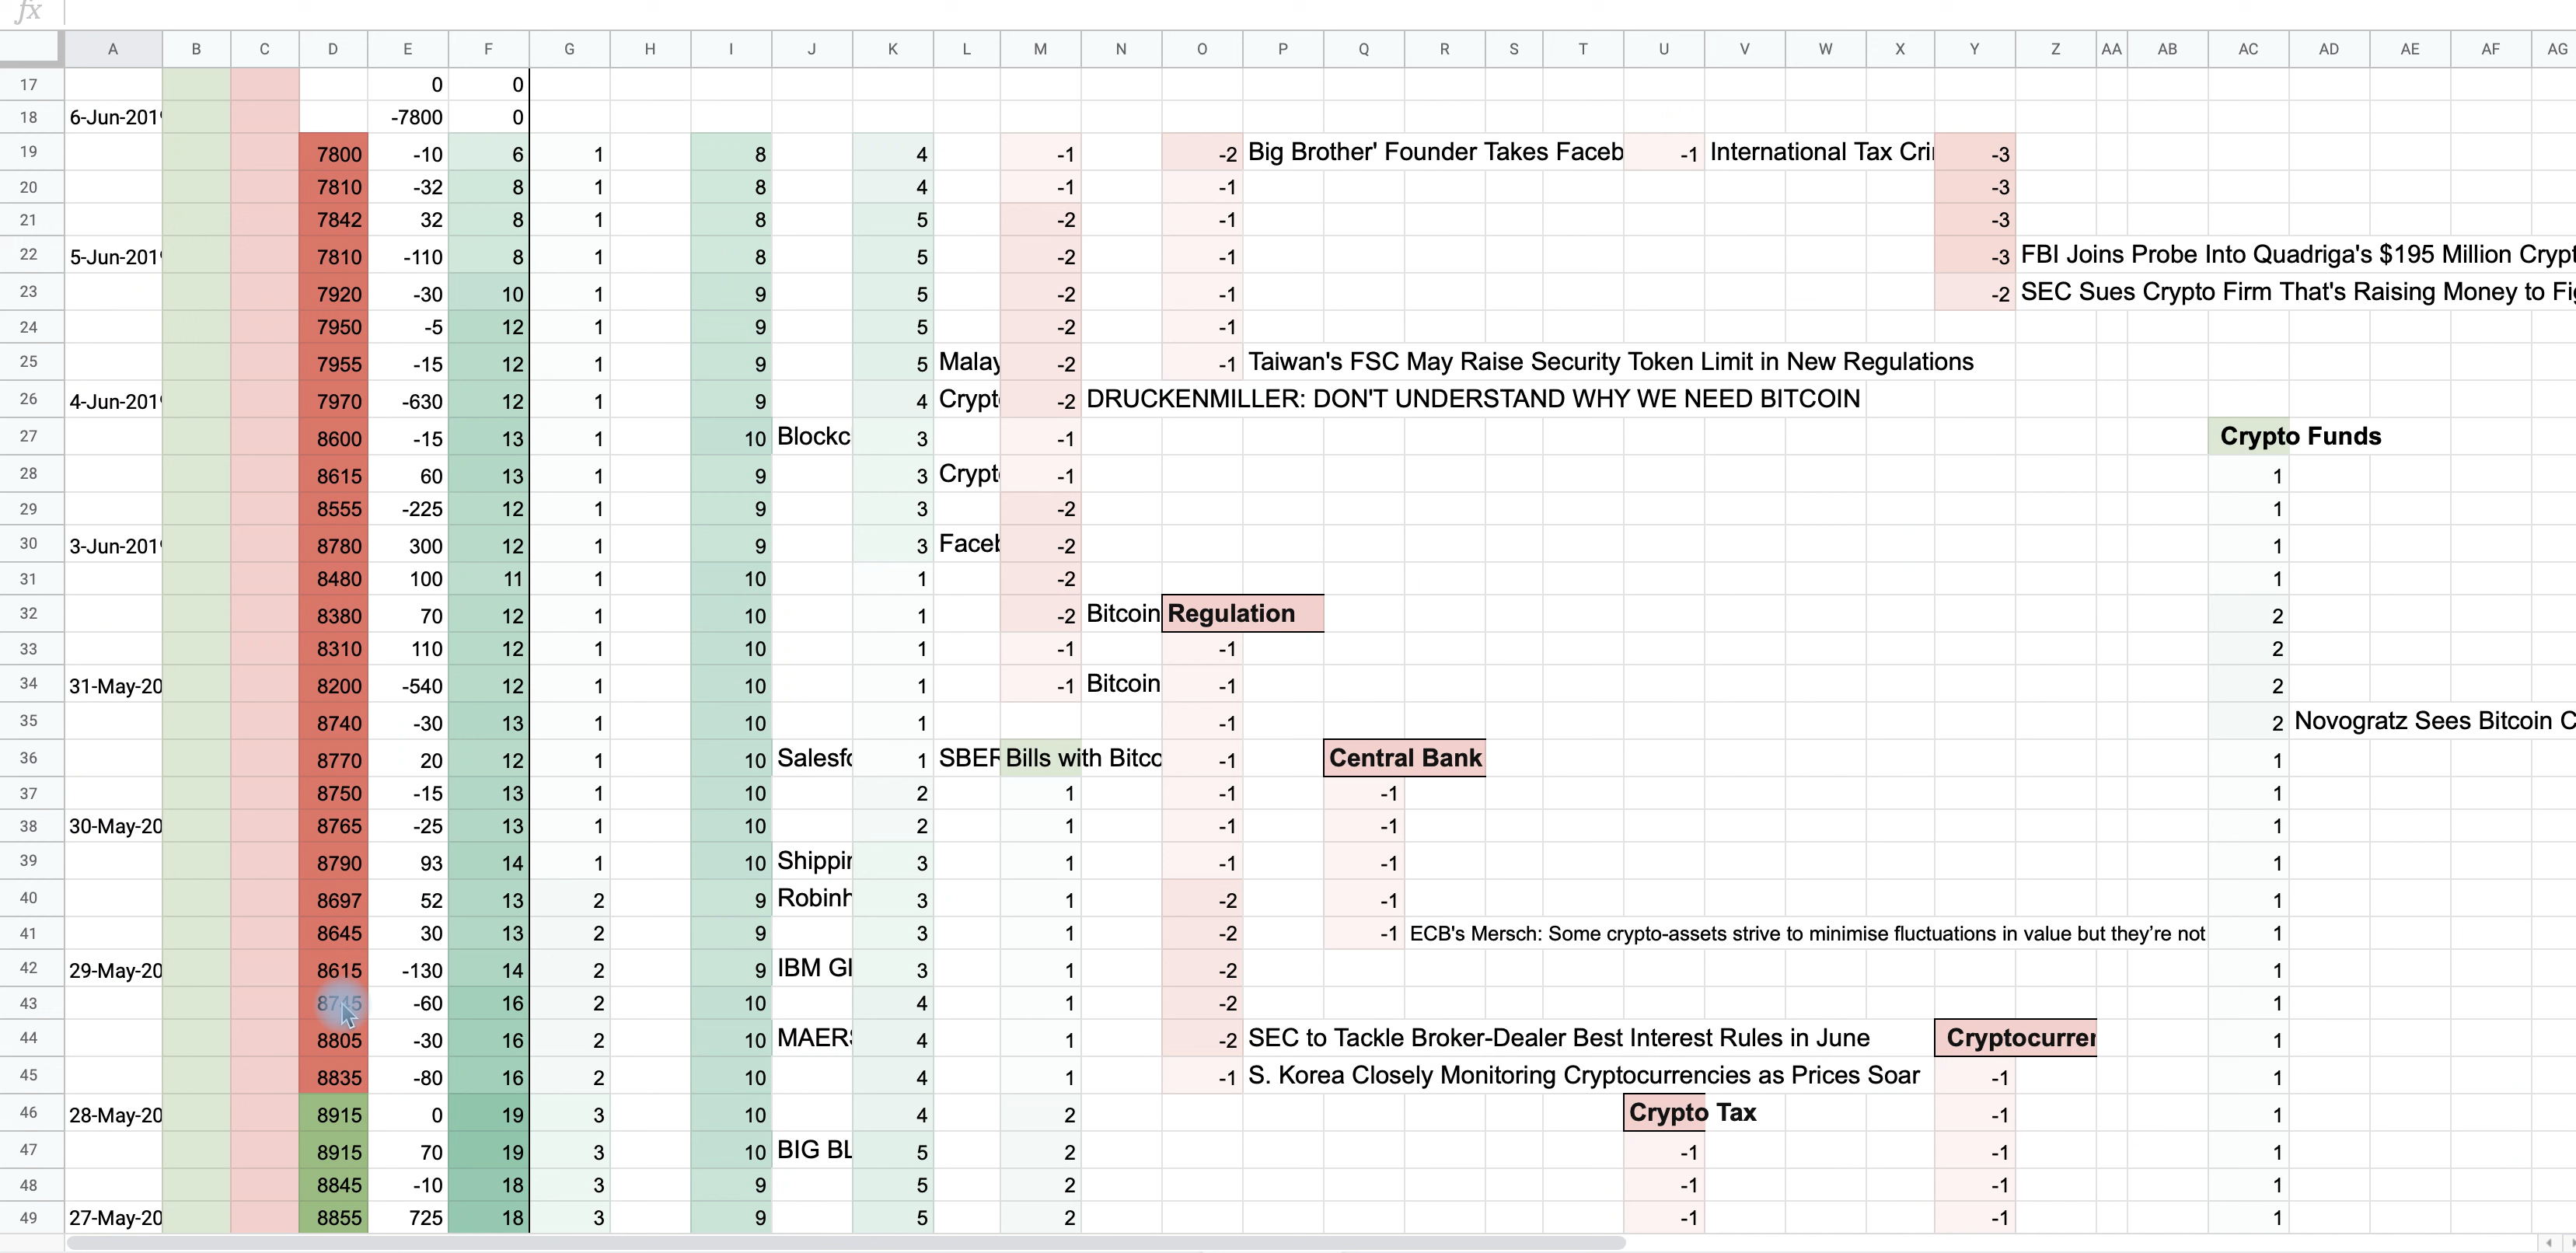 fx
A B C D E F G H I J K L M N O P Q R S T U V W X Y Z AA AB AC AD AE AF AG
17 0 0
18 6-Jun-201 -7800 0
19 7800 -10 6 1 8 4 -1 -2 Big Brother' Founder Takes Faceb -1 International Tax Cri -3
20 7810 -32 8 1 8 4 -1 -1 -3
21 7842 32 8 1 8 5 -2 -1 -3
22 5-Jun-201 7810 -110 8 1 8 5 -2 -1 -3 FBI Joins Probe Into Quadriga's $195 Million Crypt
23 7920 -30 10 1 9 5 -2 -1 -2 SEC Sues Crypto Firm That's Raising Money to Fi
24 7950 -5 12 1 9 5 -2 -1
25 7955 -15 12 1 9 5 Malay -2 -1 Taiwan's FSC May Raise Security Token Limit in New Regulations
26 4-Jun-201 7970 -630 12 1 9 4 Crypt -2 DRUCKENMILLER: DON'T UNDERSTAND WHY WE NEED BITCOIN
27 8600 -15 13 1 10 Blockc 3 -1 Crypto Funds
28 8615 60 13 1 9 3 Crypt -1 1
29 8555 -225 12 1 9 3 -2 1
30 3-Jun-201 8780 300 12 1 9 3 Faceb -2 1
31 8480 100 11 1 10 1 -2 1
32 8380 70 12 1 10 1 -2 Bitcoin Regulation 2
33 8310 110 12 1 10 1 -1 -1 2
34 31-May-20 8200 -540 12 1 10 1 -1 Bitcoin -1 2
35 8740 -30 13 1 10 1 -1 2 Novogratz Sees Bitcoin C
36 8770 20 12 1 10 Salesfo 1 SBER Bills with Bitco -1 Central Bank 1
37 8750 -15 13 1 10 2 1 -1 -1 1
38 30-May-20 8765 -25 13 1 10 2 1 -1 -1 1
39 8790 93 14 1 10 Shippin 3 1 -1 -1 1
40 8697 52 13 2 9 Robinh 3 1 -2 -1 1
41 8645 30 13 2 9 3 1 -2 -1 ECB's Mersch: Some crypto-assets strive to minimise fluctuations in value but they're not 1
42 29-May-20 8615 -130 14 2 9 IBM Gl 3 1 -2 1
43 8745 -60 16 2 10 4 1 -2 1
44 8805 -30 16 2 10 MAERS 4 1 -2 SEC to Tackle Broker-Dealer Best Interest Rules in June Cryptocurrer 1
45 8835 -80 16 2 10 4 1 -1 S. Korea Closely Monitoring Cryptocurrencies as Prices Soar -1 1
46 28-May-20 8915 0 19 3 10 4 2 Crypto Tax -1 1
47 8915 70 19 3 10 BIG BL 5 2 -1 -1 1
48 8845 -10 18 3 9 5 2 -1 -1 1
49 27-May-20 8855 725 18 3 9 5 2 -1 -1 1